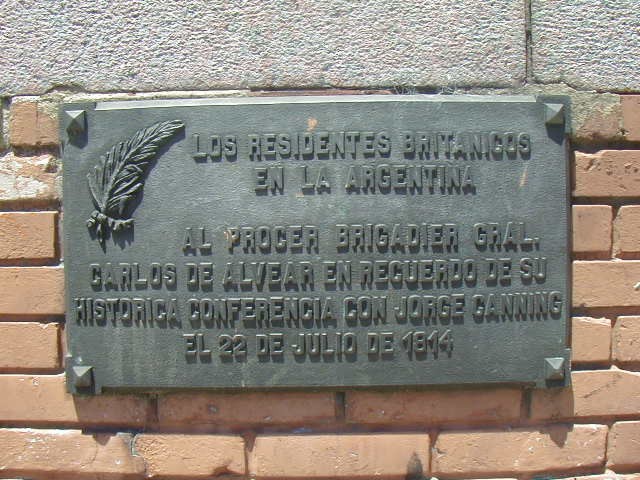 LOS RESIDENTES BRITANICOS
EN LA ARGENTINA
AL PROCER BRIGADIER GRAL.
CARLOS DE ALVEAR EN RECUERDO DE SU
HISTORICA CONFERENCIA CON JORGE CANNING
EL 22 DE JULIO DE 1814